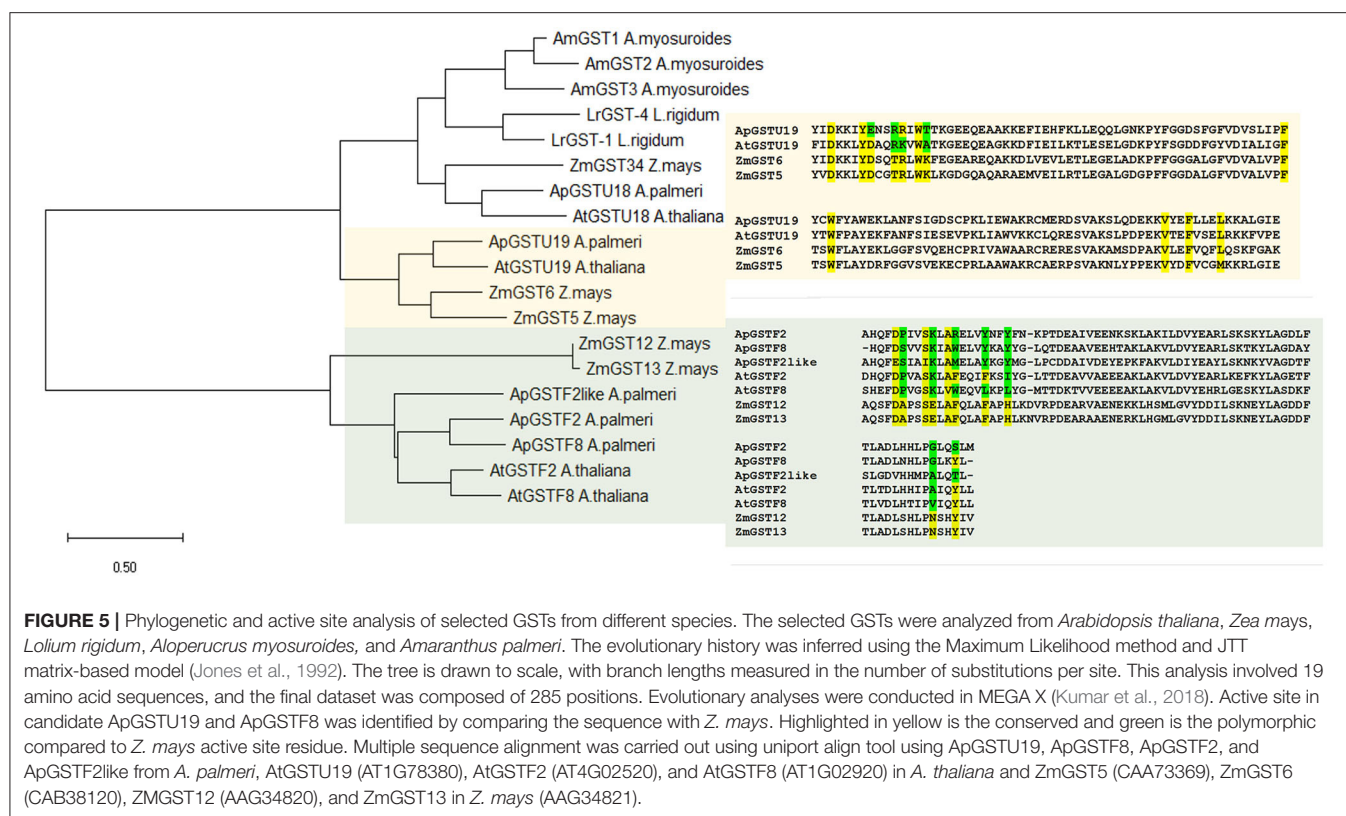 AmGST1 A.myosuroides
AmGST2 A.myosuroides
AmGST3 A.myosuroides
LrGST-4 L.rigidum
LrGST-1 L.rigidum
ZmGST34 Z.mays
ApGSTU18 A.palmeri
AtGSTU18 A.thaliana
ApGSTU19 A.palmeri
AtGSTU19 A.thaliana
ZmGST6 Z.mays
ZmGST5 Z.mays
ZmGST12 Z.mays
ZmGST13 Z.mays
ApGSTF2like A.palmeri
ApGSTF2 A.palmeri
ApGSTF8 A.palmeri
AtGSTF2 A.thaliana
AtGSTF8 A.thaliana
0.50
ApGSTU19 YIDKKIYENSRRIWTTKGEEQEAAKKEFIEHFKLLEQQLGNKPYFGGDSFGFVDVSLIPF
AtGSTU19 FIDKKLYDAQRKVWATKGEEQEAGKKDFIEILKTLESELGDKPYFSGDDFGYVDIALIGF
ZmGST6 YIDKKIYDSQTRLWKFEGEAREQAKKDLVEVLETLEGELADKPFFGGGALGFVDVALVPF
ZmGST5 YVDKKLYDCGTRLWKLKGDGQAQARAEMVEILRTLEGALGDGPFFGGDALGFVDVALVPF
ApGSTU19 YCWFYAWEKLANFSIGDSCPKLIEWAKRCMERDSVAKSLQDEKKVYEFLLELKKALGIE
AtGSTU19 YTWFPAYEKFANFSIESEVPKLIAWVKKCLQRESVAKSLPDPEKVTEFVSELRKKFVPE
ZmGST6 TSWFLAYEKLGGFSVQEHCPRIVAWARCRERESVAKAMSDPAKVLEFVQFLQSKFGAK
ZmGST5 TSWFLAYDRFGGVSVEKECPRLAAWAKRCAERPSVAKNLYPPEKVYDFVCGMKKRLGIE
ApGSTF2 AHQFDPIVSKLARELVYNFYFN-KPTDEAIVEENKSKLAKILDVYEARLSKSKYLAGDLF
ApGSTF8 -HQFDSVVSKIAWELVYKAYYG-LQTDEAAVEEHTAKLAKVLDVYEARLSKSKYLAGDAY
ApGSTF2like AHQFESIAIKLAMELAYKGYMG-LPCDDAIVDEYEPKFAKVLDIYEAYLSKNKYVAGDTF
AtGSTF2 DHQFDPVASKLAFEQIFKSIYG-LTTDEAVVAEEEAKLAKVLDVYEARLKEFKYLAGETF
AtGSTF8 SHEFDPVGSKLVWEQVLKPLYG-MTTDKTVVEEEEAKLAKVLDVYEHRLGESKYLASDKF
ZmGST12 AQSFDAPSSELAFQLAFAPHLKDVRPDEARVAENERKLHSMLGVYDDILSKNEYLAGDDF
ZmGST13 AQSFDAPSSELAFQLAFAPHLKNVRPDEARAAENERKLHGMLGVYDDILSKNEYLAGDDF
ApGSTF2 TLADLHHLPGLQSLM
ApGSTF8 TLADLNHLPGLKYL-
ApGSTF2like SLGDVHHMPALQTL-
AtGSTF2 TLTDLHHIPAIQYLL
AtGSTF8 TLVDLHTIPVIQYLL
ZmGST12 TLADLSHLPNSHYIV
ZmGST13 TLADLSHLPNSHYIV
FIGURE 5 | Phylogenetic and active site analysis of selected GSTs from different species. The selected GSTs were analyzed from Arabidopsis thaliana, Zea mays,
Lolium rigidum, Aloperucrus myosuroides, and Amaranthus palmeri. The evolutionary history was inferred using the Maximum Likelihood method and JTT
matrix-based model (Jones et al., 1992). The tree is drawn to scale, with branch lengths measured in the number of substitutions per site. This analysis involved 19
amino acid sequences, and the final dataset was composed of 285 positions. Evolutionary analyses were conducted in MEGA X (Kumar et al., 2018). Active site in
candidate ApGSTU19 and ApGSTF8 was identified by comparing the sequence with Z. mays. Highlighted in yellow is the conserved and green is the polymorphic
compared to Z. mays active site residue. Multiple sequence alignment was carried out using uniport align tool using ApGSTU19, ApGSTF8, ApGSTF2, and
ApGSTF2like from A. palmeri, AtGSTU19 (AT1G78380), AtGSTF2 (AT4G02520), and AtGSTF8 (AT1G02920) in A. thaliana and ZmGST5 (CAA73369), ZmGST6
(CAB38120), ZMGST12 (AAG34820), and ZmGST13 in Z. mays (AAG34821).